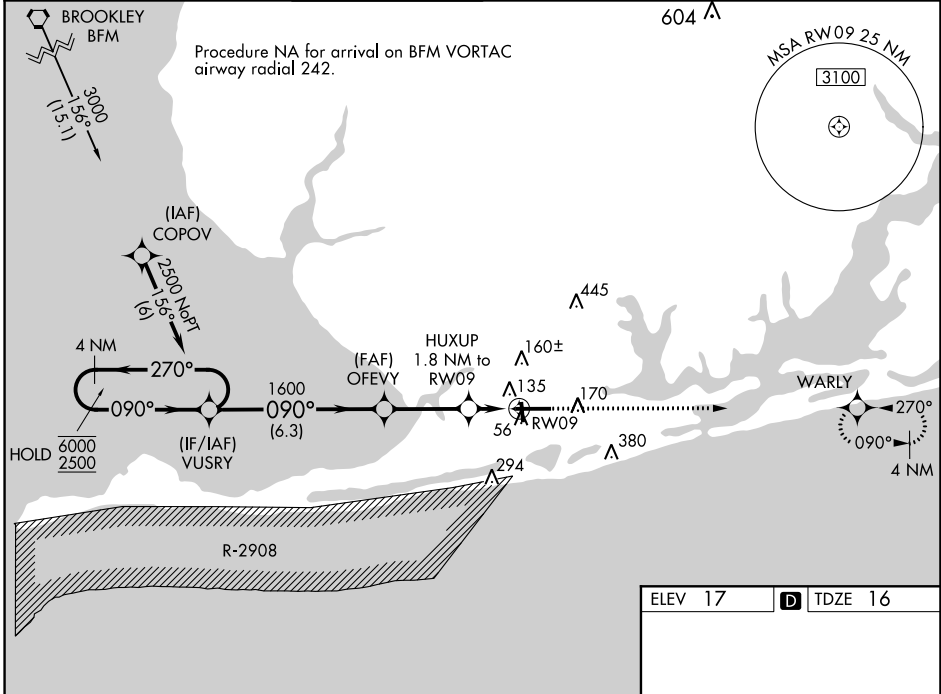 BROOKLEY
BFM
604
Procedure NA for arrival on BFM VORTAC
airway radial 242.
MSA RW09 25 NM
3100
3000
156°
(15.1)
(IAF)
COPOV
2500 NoPT
156°
(6)
445
4 NM
270°
HUXUP
1.8 NM to
RW09
160±
(FAF)
OFEVY
135
170
WARLY
1600
090°
090°
(6.3)
270°
56
RW09
HOLD
6000
2500
(IF/IAF)
VUSRY
380
090°
4 NM
294
R-2908
ELEV 17
D
TDZE 16